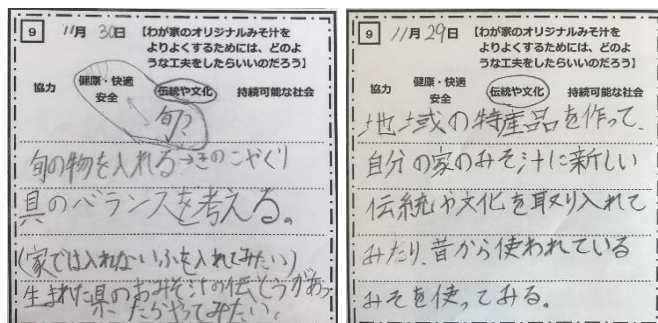 9 11月 30日 【わが家のオリジナルみそ汁を
よりよくするためには、どのよ
うな工夫をしたらいいのだろう】
協力 健康・快適 安全 伝統や文化 持続可能な社会
旬?
旬の物を入れる→きのこやくり
具のバランスを考える。
(家では入れないふを入れてみたい)
生まれた県のおみそ汁の伝とうがあっ
たらやってみたい。
9 11月29日 【わが家のオリジナルみそ汁を
よりよくするためには、どのよ
うな工夫をしたらいいのだろう】
協力 健康・快適 安全 伝統や文化 持続可能な社会
地域の特産品を作って、
自分の家のみそ汁に新しい
伝統や文化を取り入れて
みたり、昔から使われている
みそを使ってみる。